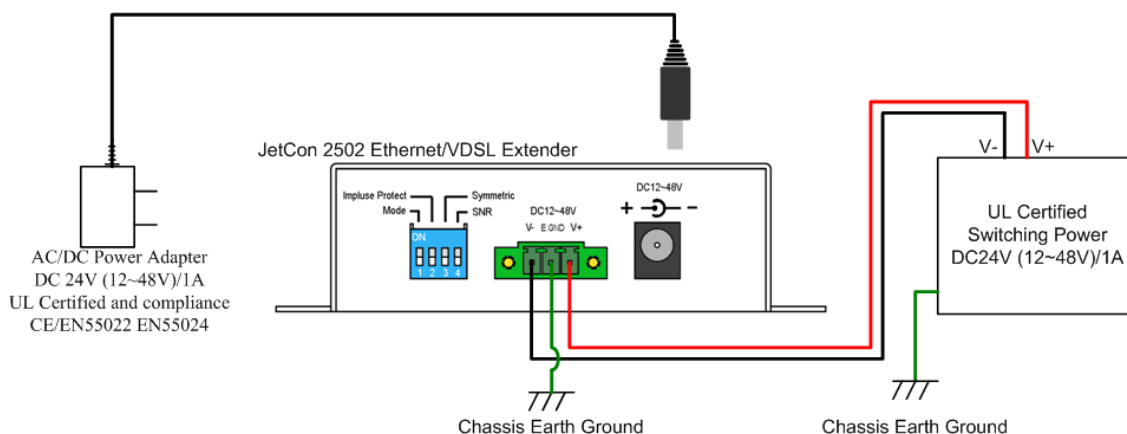 JetCon 2502 Ethernet/VDSL Extender
Impluse Protect
Symmetric
Mode
SNR
ON
1 2 3 4
DC12~48V
V- E.GND V+
DC12~48V
+ −
AC/DC Power Adapter
DC 24V (12~48V)/1A
UL Certified and compliance
CE/EN55022 EN55024
V- V+
UL Certified
Switching Power
DC24V (12~48V)/1A
Chassis Earth Ground
Chassis Earth Ground